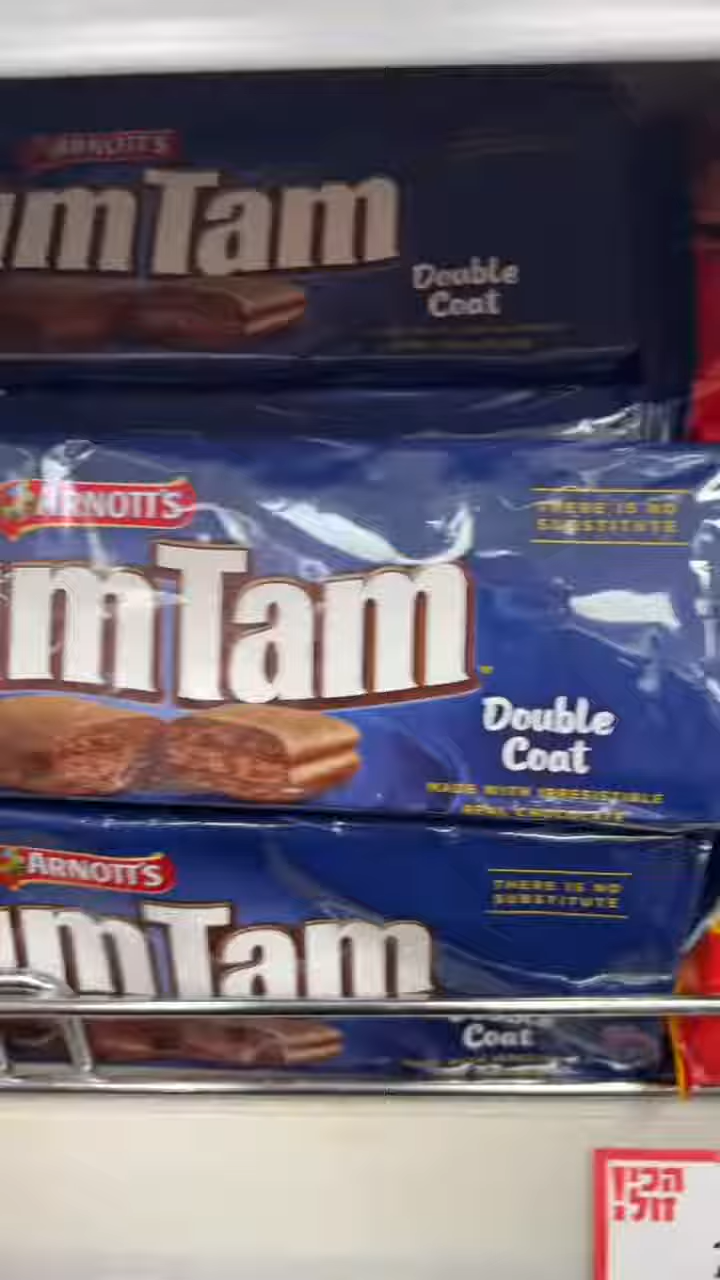 ARNOTT'S
mTam
Double
Coat
ARNOTT'S
THERE IS NO
SUBSTITUTE
mTam
Double
Coat
MADE WITH IRRESISTIBLE
REAL CHOCOLATE
ARNOTT'S
THERE IS NO
SUBSTITUTE
mTam
Double
Coat
הכי
זול!